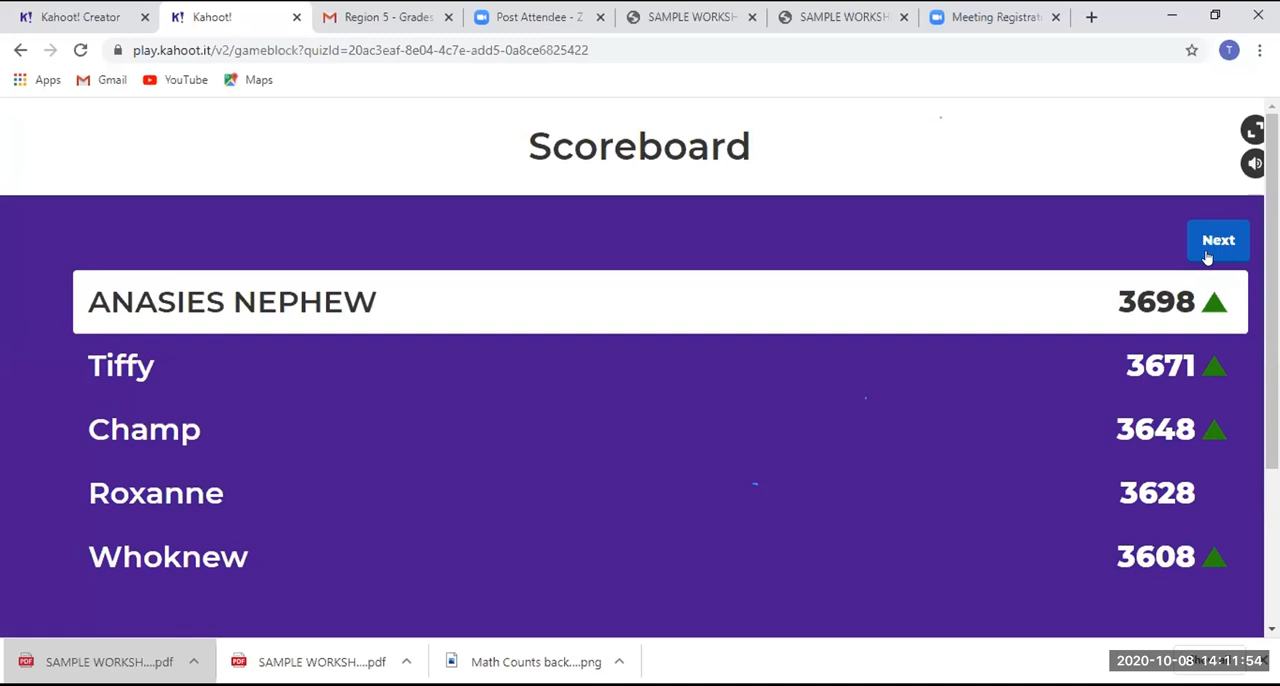 Kahoot! Creator
Kahoot!
Region 5 - Grades
Post Attendee - Z
SAMPLE WORKSH
SAMPLE WORKSH
Meeting Registrat
play.kahoot.it/v2/gameblock?quizId=20ac3eaf-8e04-4c7e-add5-0a8ce6825422
T
Apps
Gmail
YouTube
Maps
Scoreboard
Next
ANASIES NEPHEW 3698
Tiffy 3671
Champ 3648
Roxanne 3628
Whoknew 3608
SAMPLE WORKSH....pdf
SAMPLE WORKSH....pdf
Math Counts back....png
2020-10-08 14:11:54